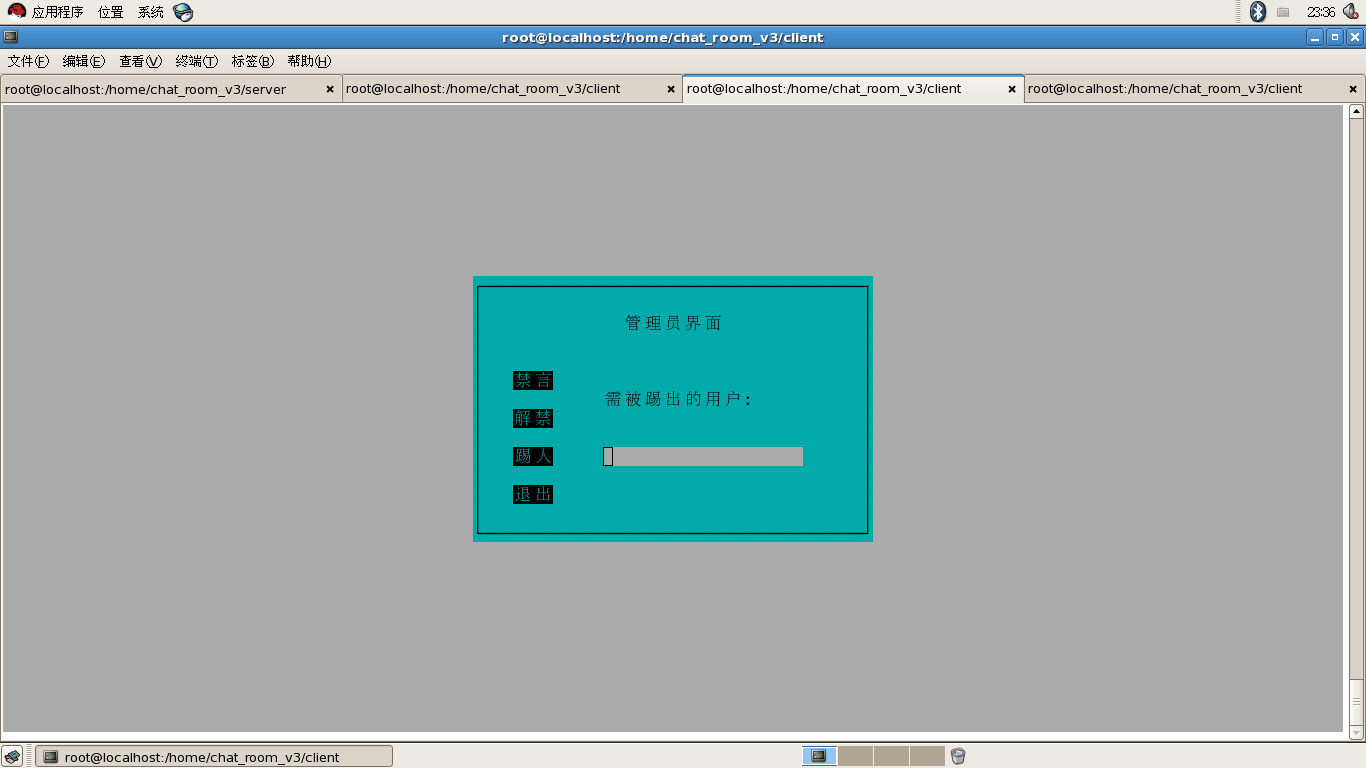 应用程序 位置 系统 23:36
root@localhost:/home/chat_room_v3/client
文件(F) 编辑(E) 查看(V) 终端(T) 标签(B) 帮助(H)
root@localhost:/home/chat_room_v3/server root@localhost:/home/chat_room_v3/client root@localhost:/home/chat_room_v3/client root@localhost:/home/chat_room_v3/client
管理员界面
禁言
需被踢出的用户:
解禁
踢人
退出
root@localhost:/home/chat_room_v3/client